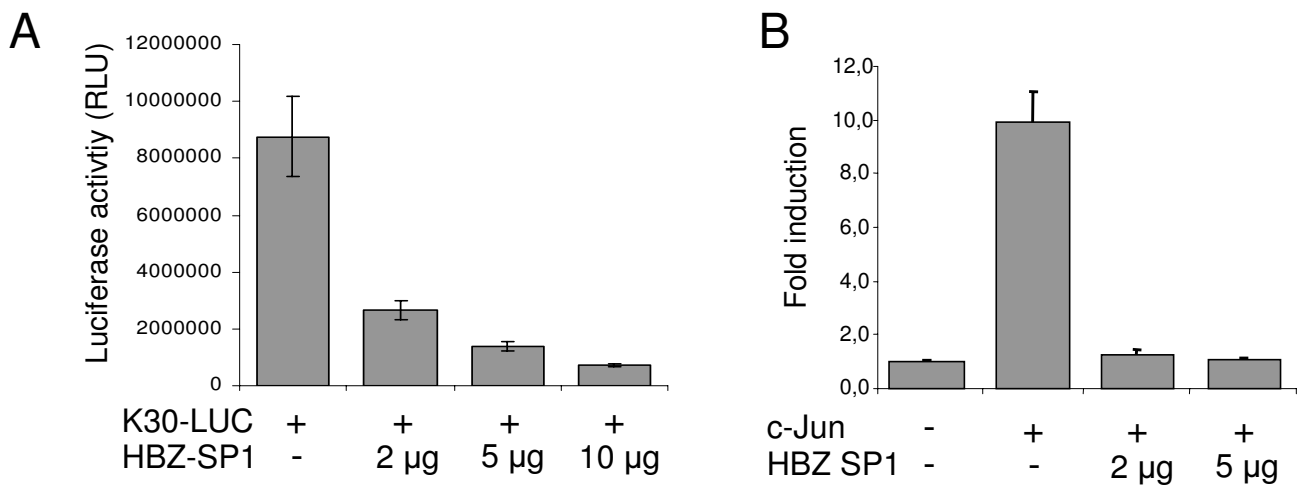 A
Luciferase activtiy (RLU)
12000000
10000000
8000000
6000000
4000000
2000000
0
K30-LUC + + + +
HBZ-SP1 - 2 µg 5 µg 10 µg
B
Fold induction
12,0
10,0
8,0
6,0
4,0
2,0
0,0
c-Jun - + + +
HBZ SP1 - - 2 µg 5 µg